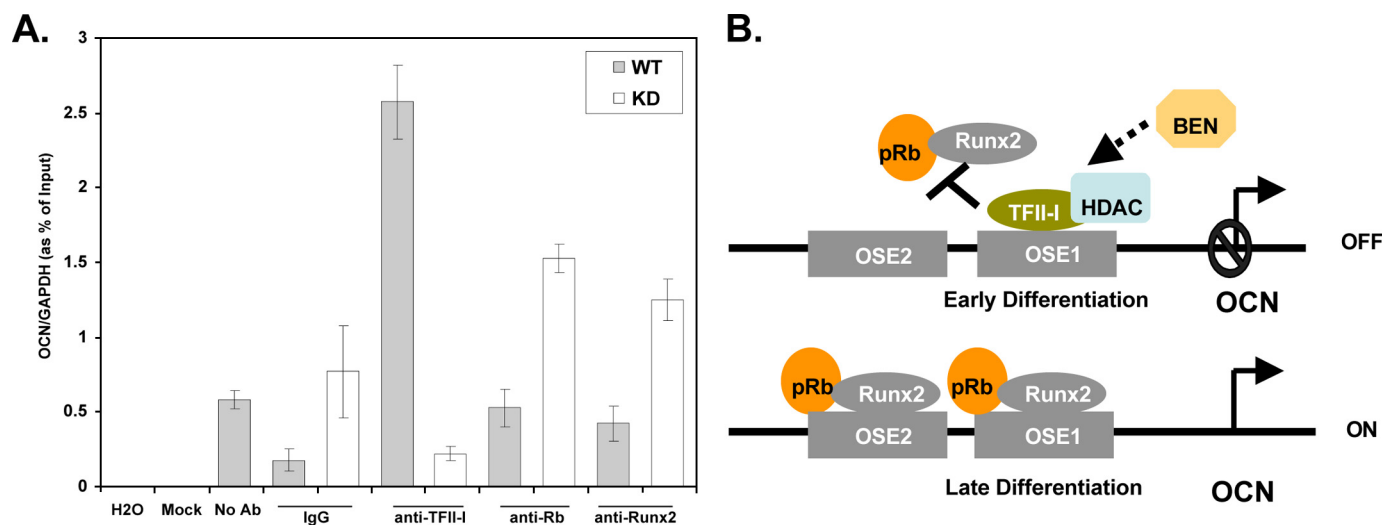 A.
OCN/GAPDH (as % of Input)
3
2.5
2
1.5
1
0.5
0
WT
KD
H2O Mock No Ab IgG anti-TFII-I anti-Rb anti-Runx2
B.
BEN
pRb Runx2
TFII-I HDAC
OSE2 OSE1 OFF
Early Differentiation OCN
pRb Runx2 pRb Runx2
OSE2 OSE1 ON
Late Differentiation OCN